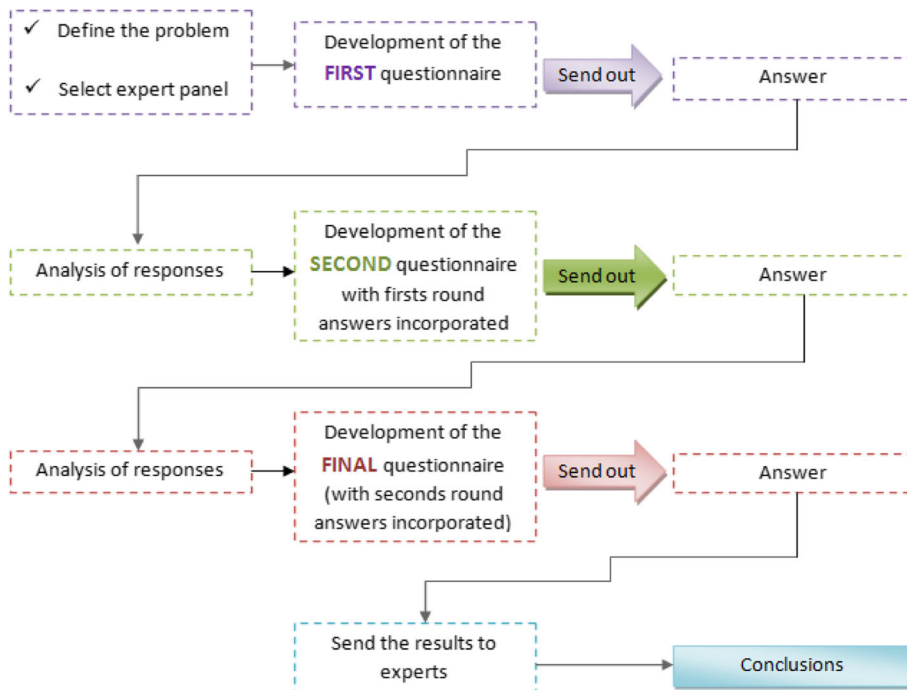 ✓ Define the problem
✓ Select expert panel
Development of the
FIRST questionnaire
Send out
Answer
Analysis of responses
Development of the
SECOND questionnaire
with firsts round
answers incorporated
Send out
Answer
Analysis of responses
Development of the
FINAL questionnaire
(with seconds round
answers incorporated)
Send out
Answer
Send the results to
experts
Conclusions